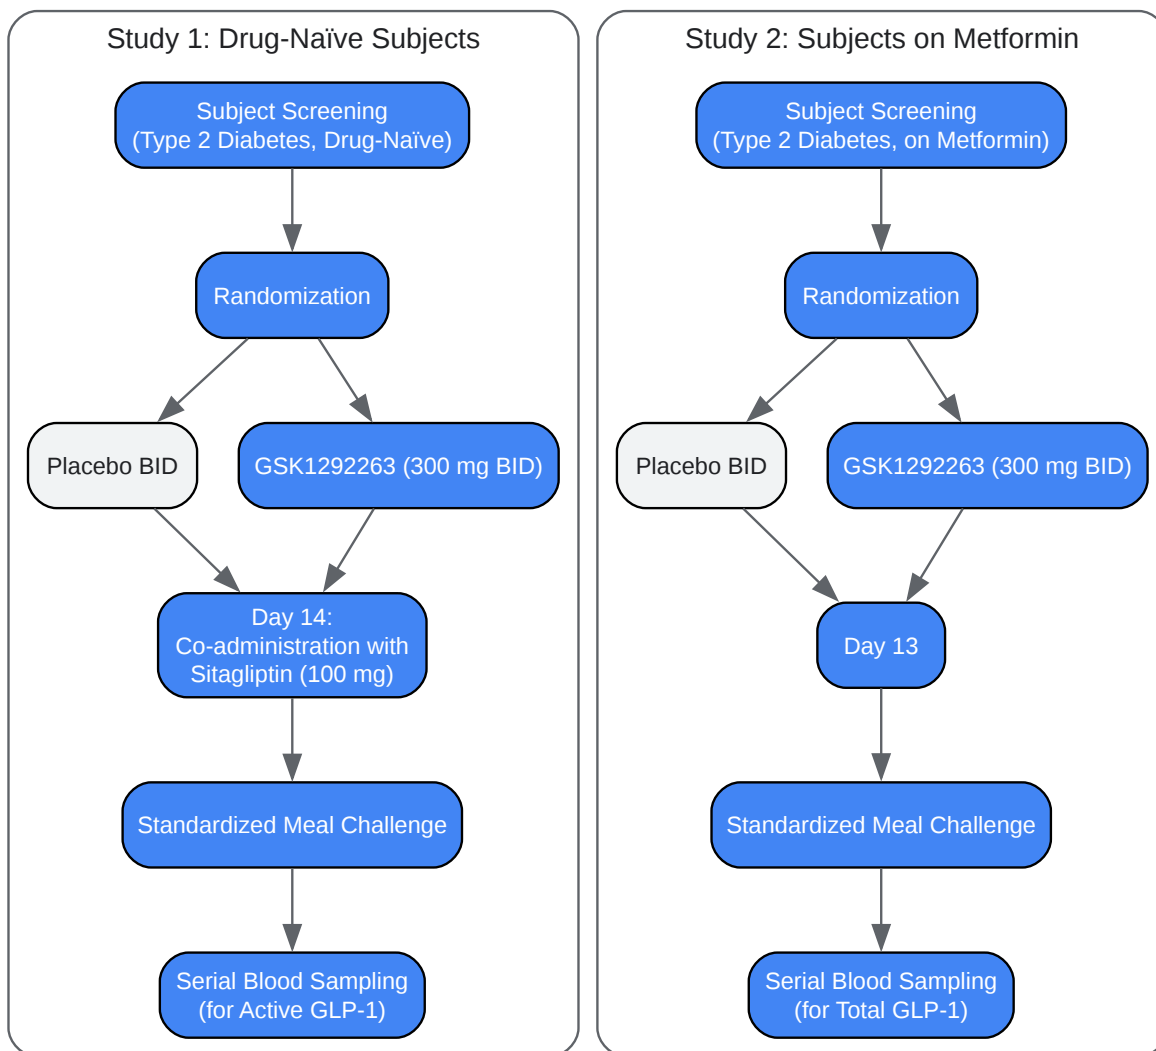 Study 1: Drug-Naïve Subjects
Subject Screening
(Type 2 Diabetes, Drug-Naïve)
Randomization
Placebo BID
GSK1292263 (300 mg BID)
Day 14:
Co-administration with
Sitagliptin (100 mg)
Standardized Meal Challenge
Serial Blood Sampling
(for Active GLP-1)
Study 2: Subjects on Metformin
Subject Screening
(Type 2 Diabetes, on Metformin)
Randomization
Placebo BID
GSK1292263 (300 mg BID)
Day 13
Standardized Meal Challenge
Serial Blood Sampling
(for Total GLP-1)